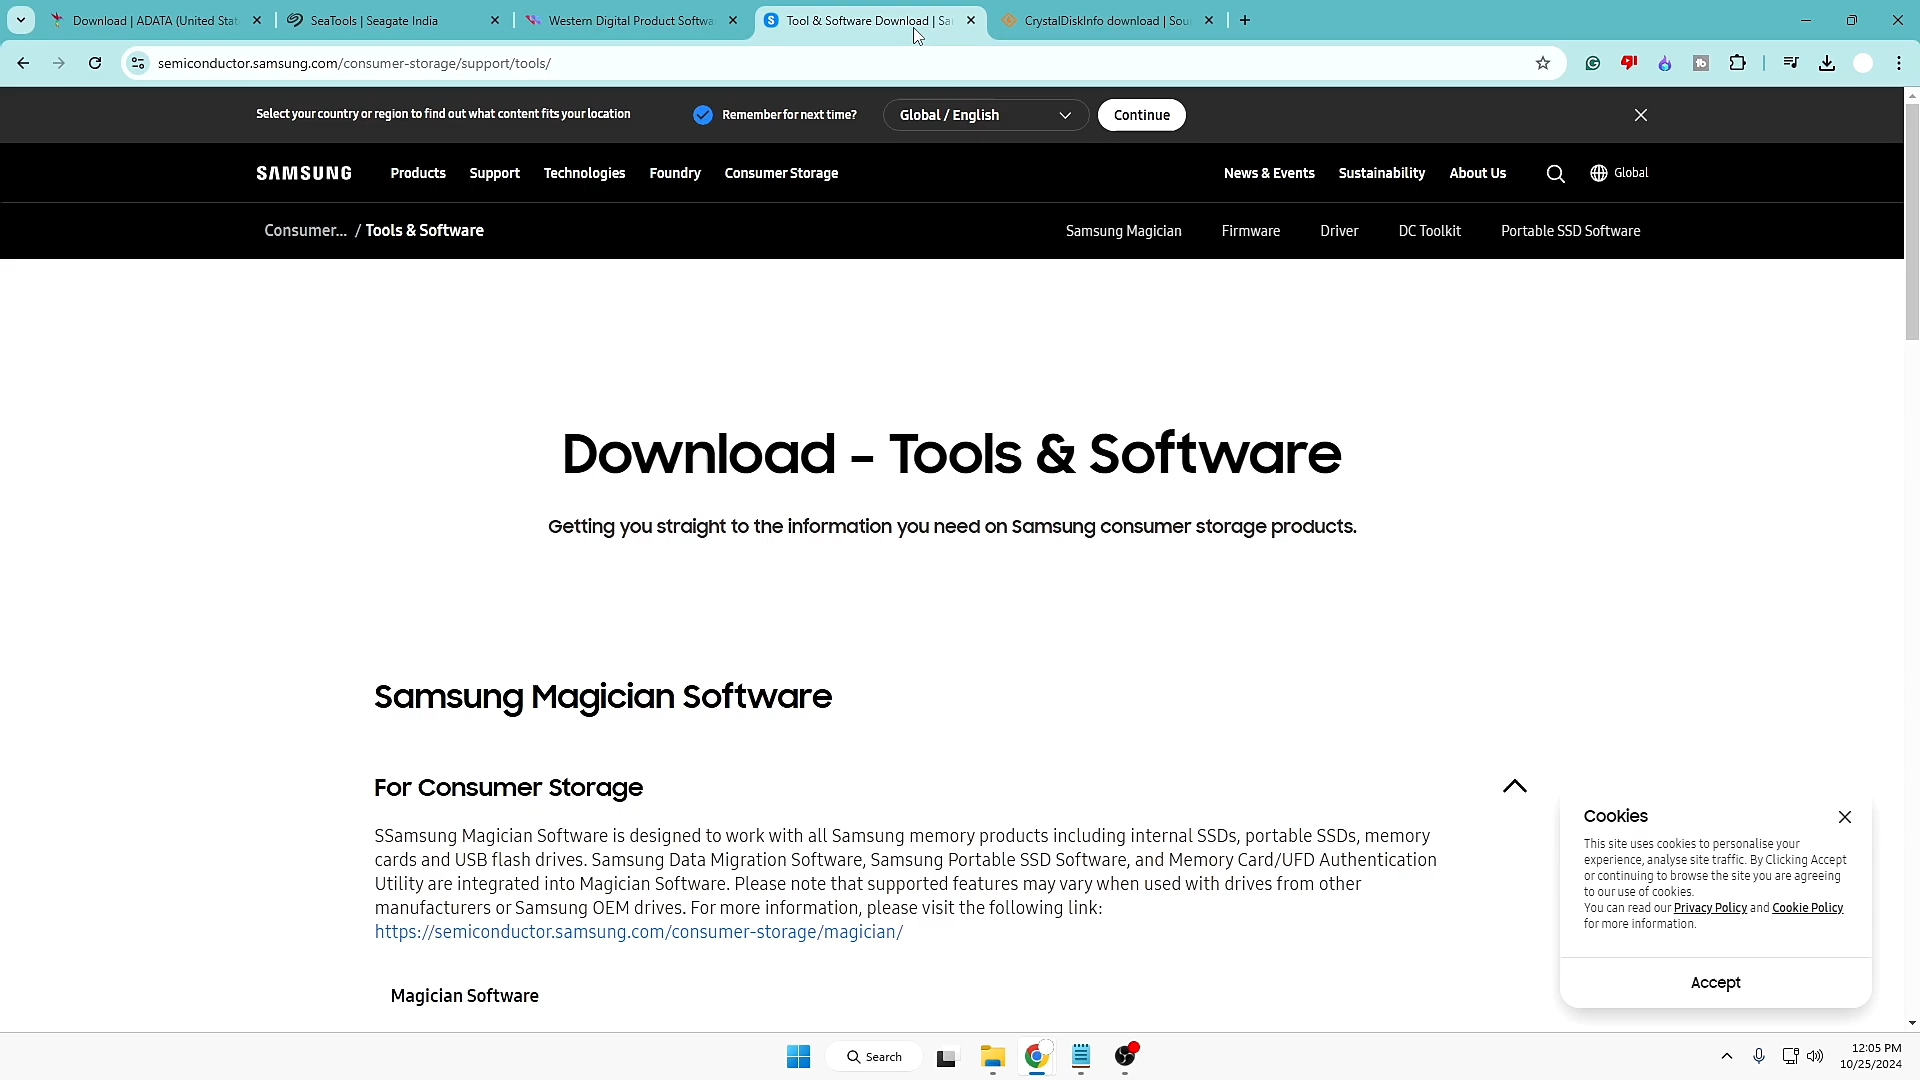 Download | ADATA (United Stat
SeaTools | Seagate India
Western Digital Product Softwa
Tool & Software Download | Sa
CrystalDiskInfo download | Sou
semiconductor.samsung.com/consumer-storage/support/tools/
Select your country or region to find out what content fits your location
Remember for next time?
Global / English
Continue
SAMSUNG
Products
Support
Technologies
Foundry
Consumer Storage
News & Events
Sustainability
About Us
Global
Consumer... / Tools & Software
Samsung Magician
Firmware
Driver
DC Toolkit
Portable SSD Software
Download – Tools & Software
Getting you straight to the information you need on Samsung consumer storage products.
Samsung Magician Software
For Consumer Storage
SSamsung Magician Software is designed to work with all Samsung memory products including internal SSDs, portable SSDs, memory
cards and USB flash drives. Samsung Data Migration Software, Samsung Portable SSD Software, and Memory Card/UFD Authentication
Utility are integrated into Magician Software. Please note that supported features may vary when used with drives from other
manufacturers or Samsung OEM drives. For more information, please visit the following link:
https://semiconductor.samsung.com/consumer-storage/magician/
Magician Software
Cookies
This site uses cookies to personalise your
experience, analyse site traffic. By Clicking Accept
or continuing to browse the site you are agreeing
to our use of cookies.
You can read our Privacy Policy and Cookie Policy
for more information.
Accept
Search
12:05 PM
10/25/2024